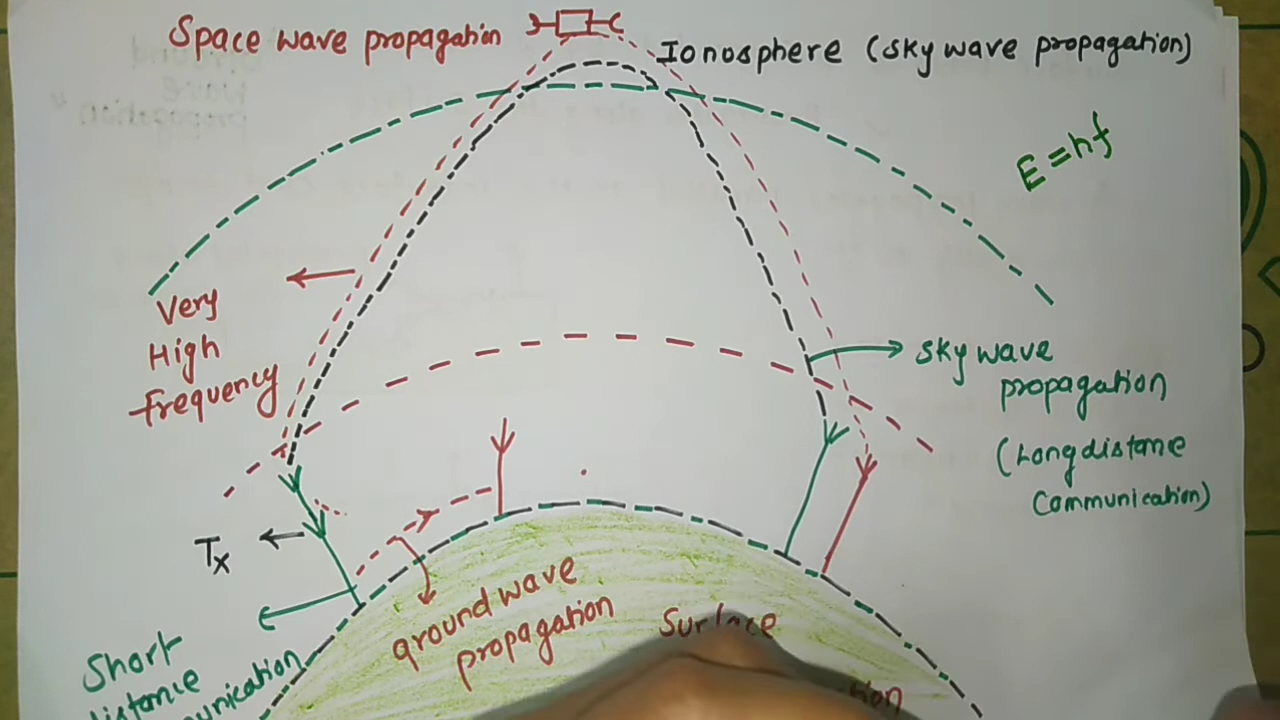 Space wave propagation
Ionosphere (sky wave propagation)
E=hf
Very
High
frequency
sky wave
propagation
(Long distance
Communication)
Tx
ground wave
propagation
Surface
Short